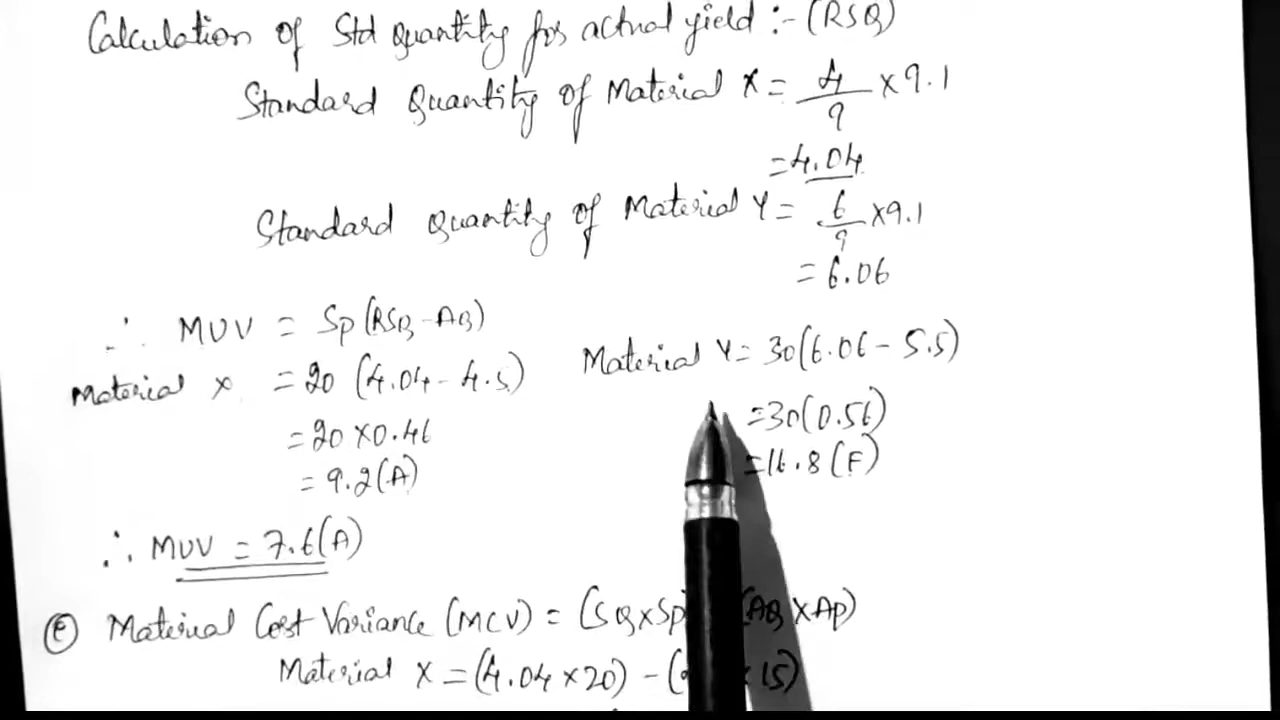 Calculation of Std Quantity for actual yield :- (RSQ)
Standard Quantity of Material X = 4/9 × 9.1
= 4.04
Standard Quantity of Material Y = 6/9 × 9.1
= 6.06
∴ MUV = Sp (RSQ - AQ)
Material X = 20 (4.04 - 4.5)
= 20 × 0.46
= 9.2 (A)
Material Y = 30 (6.06 - 5.5)
= 30 (0.56)
= 16.8 (F)
∴ MUV = 7.6 (A)
(E) Material Cost Variance (MCV) = (SQ × Sp) (AQ × Ap)
Material X = (4.04 × 20) - ( × 15)